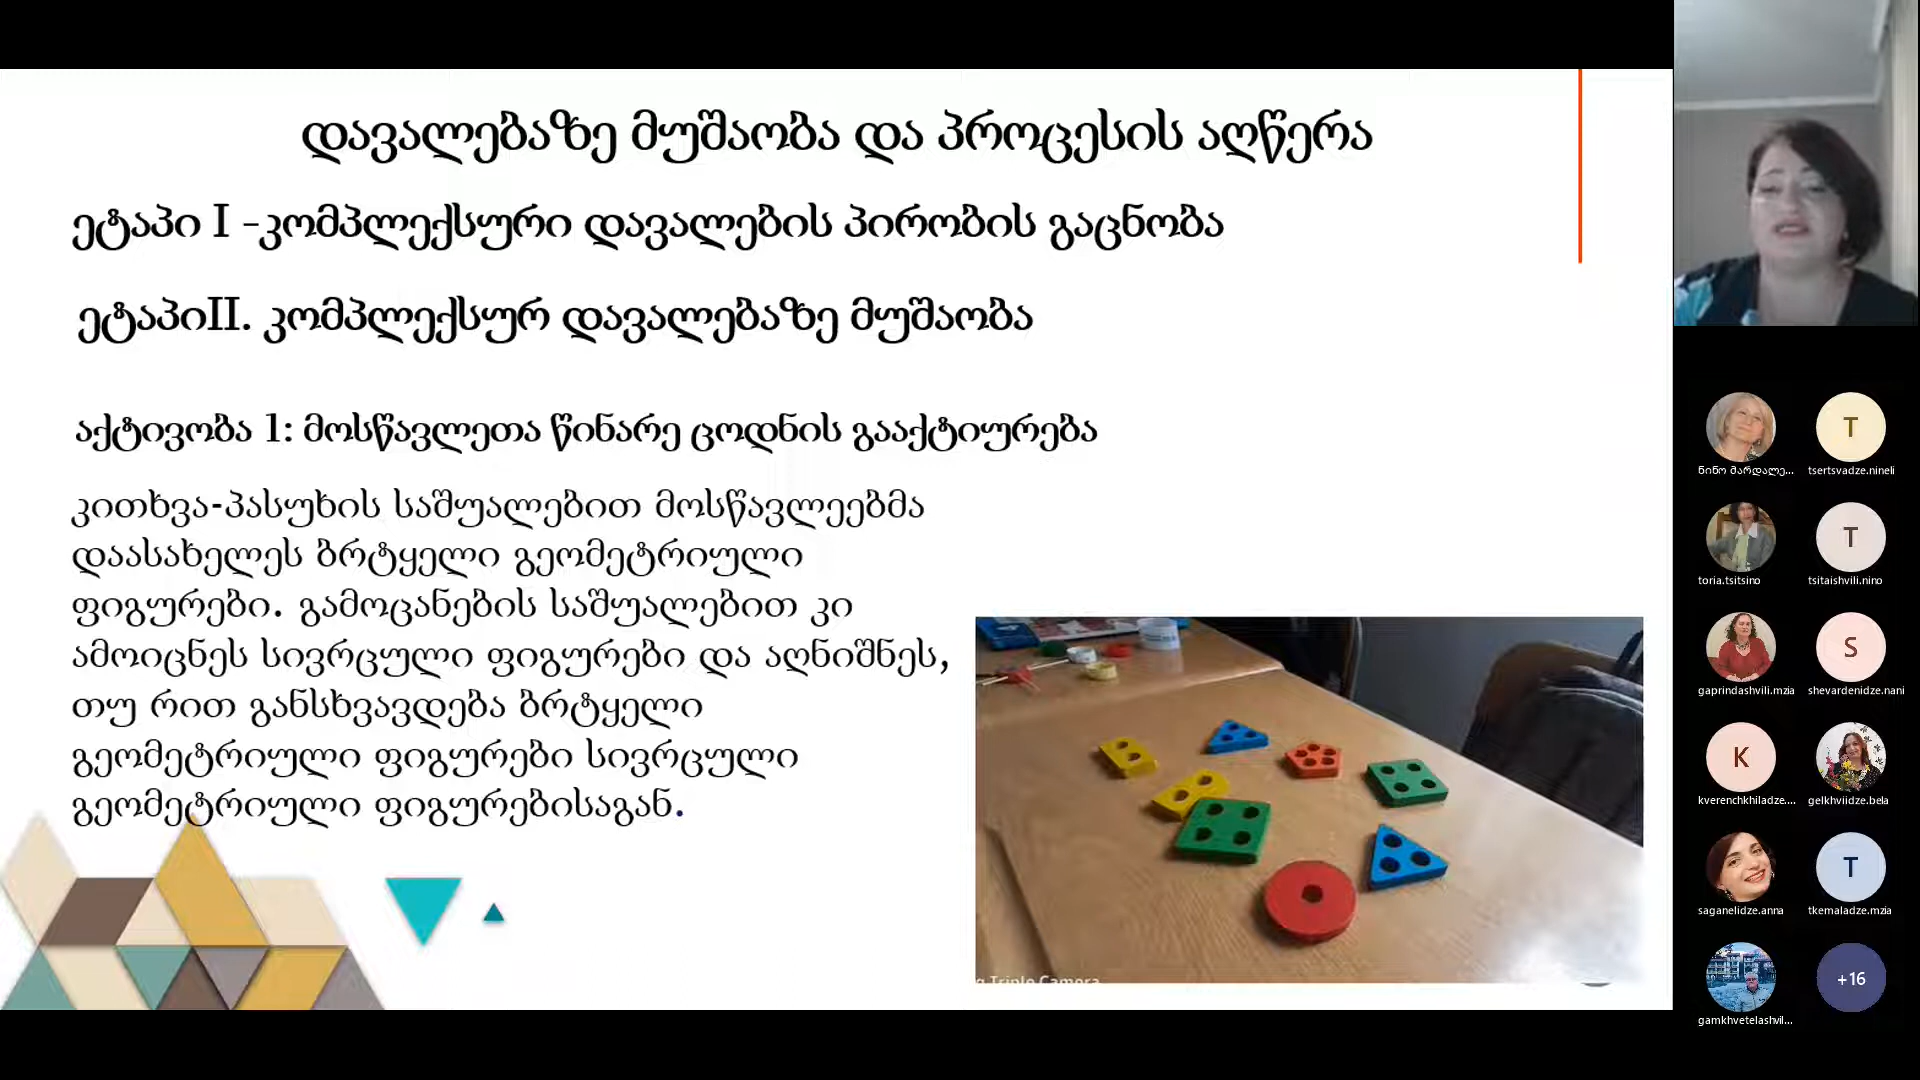 დავალებაზე მუშაობა და პროცესის აღწერა
ეტაპი I -კომპლექსური დავალების პირობის გაცნობა
ეტაპიII. კომპლექსურ დავალებაზე მუშაობა
აქტივობა 1: მოსწავლეთა წინარე ცოდნის გააქტიურება
კითხვა-პასუხის საშუალებით მოსწავლეებმა
დაასახელეს ბრტყელი გეომეტრიული
ფიგურები. გამოცანების საშუალებით კი
ამოიცნეს სივრცული ფიგურები და აღნიშნეს,
თუ რით განსხვავდება ბრტყელი
გეომეტრიული ფიგურები სივრცული
გეომეტრიული ფიგურებისაგან.
Triple Camera
ნინო მარდალე...
T
tsertsvadze.nineli
toria.tsitsino
T
tsitaishvili.nino
gaprindashvili.mzia
S
shevardenidze.nani
K
kverenchkhiladze....
gelkhviidze.bela
saganelidze.anna
T
tkemaladze.mzia
gamkhvetelashvil...
+16